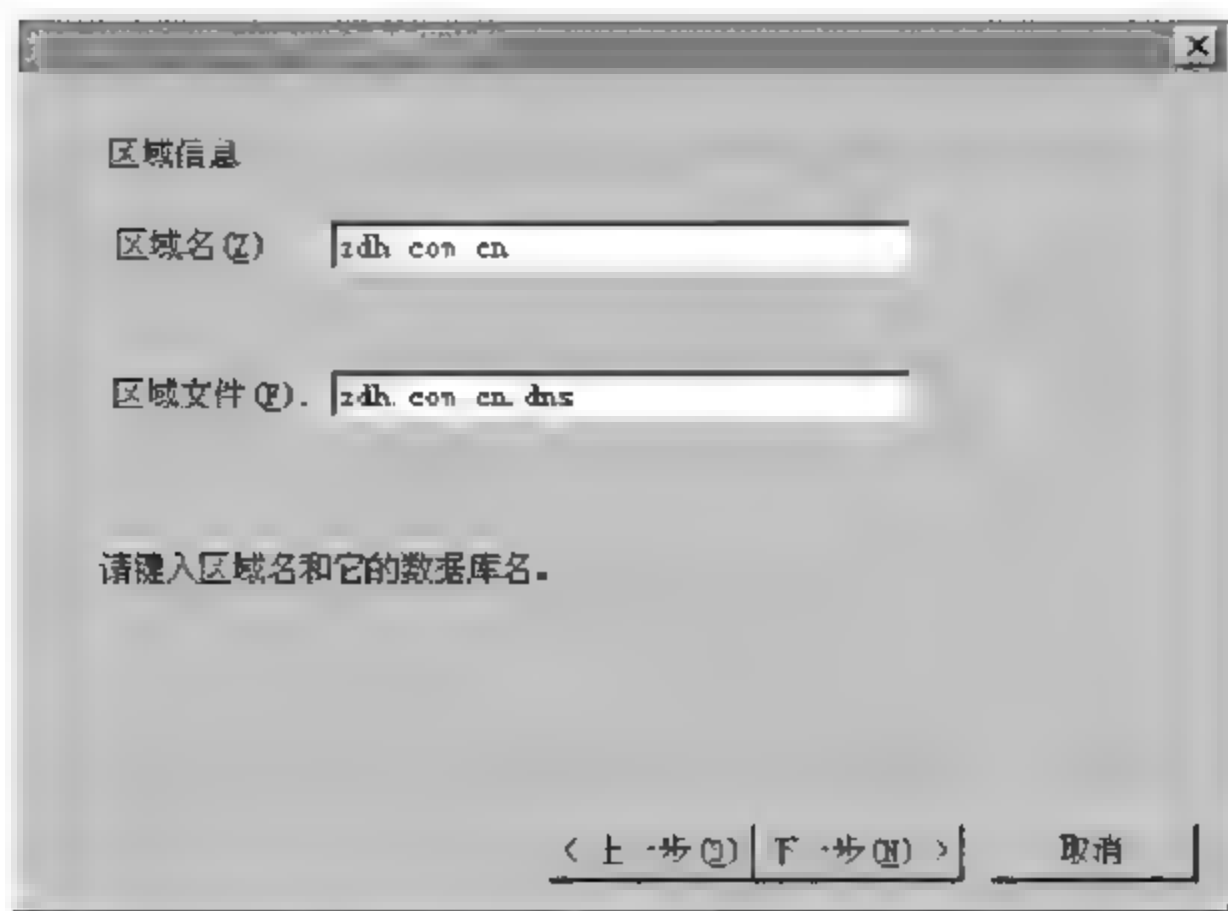 区域信息
区域名(Z) zdh com cn
区域文件(F). zdh. com cn. dns
请键入区域名和它的数据库名。
< 上一步(J) 下一步(N) > 取消